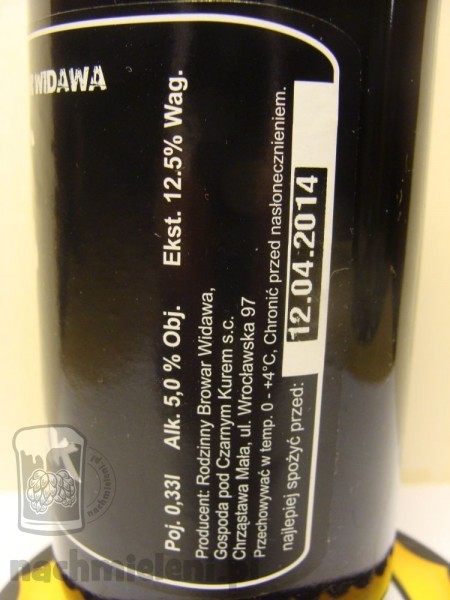 WIDAWA
Poj. 0,33l Alk. 5,0 % Obj. Ekst. 12.5% Wag.
Producent: Rodzinny Browar Widawa,
Gospoda pod Czarnym Kurem s.c.
Chrząstawa Mała, ul. Wrocławska 97
Przechowywać w temp. 0 - +4°C, Chronić przed nasłonecznieniem.
najlepiej spożyć przed: 12.04.2014
nachmieleni.pl
nachmieleni.pl